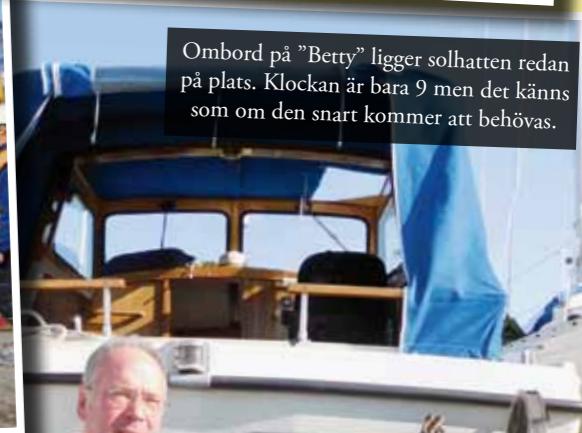 Ombord på ”Betty” ligger solhatten redan
på plats. Klockan är bara 9 men det känns
som om den snart kommer att behövas.